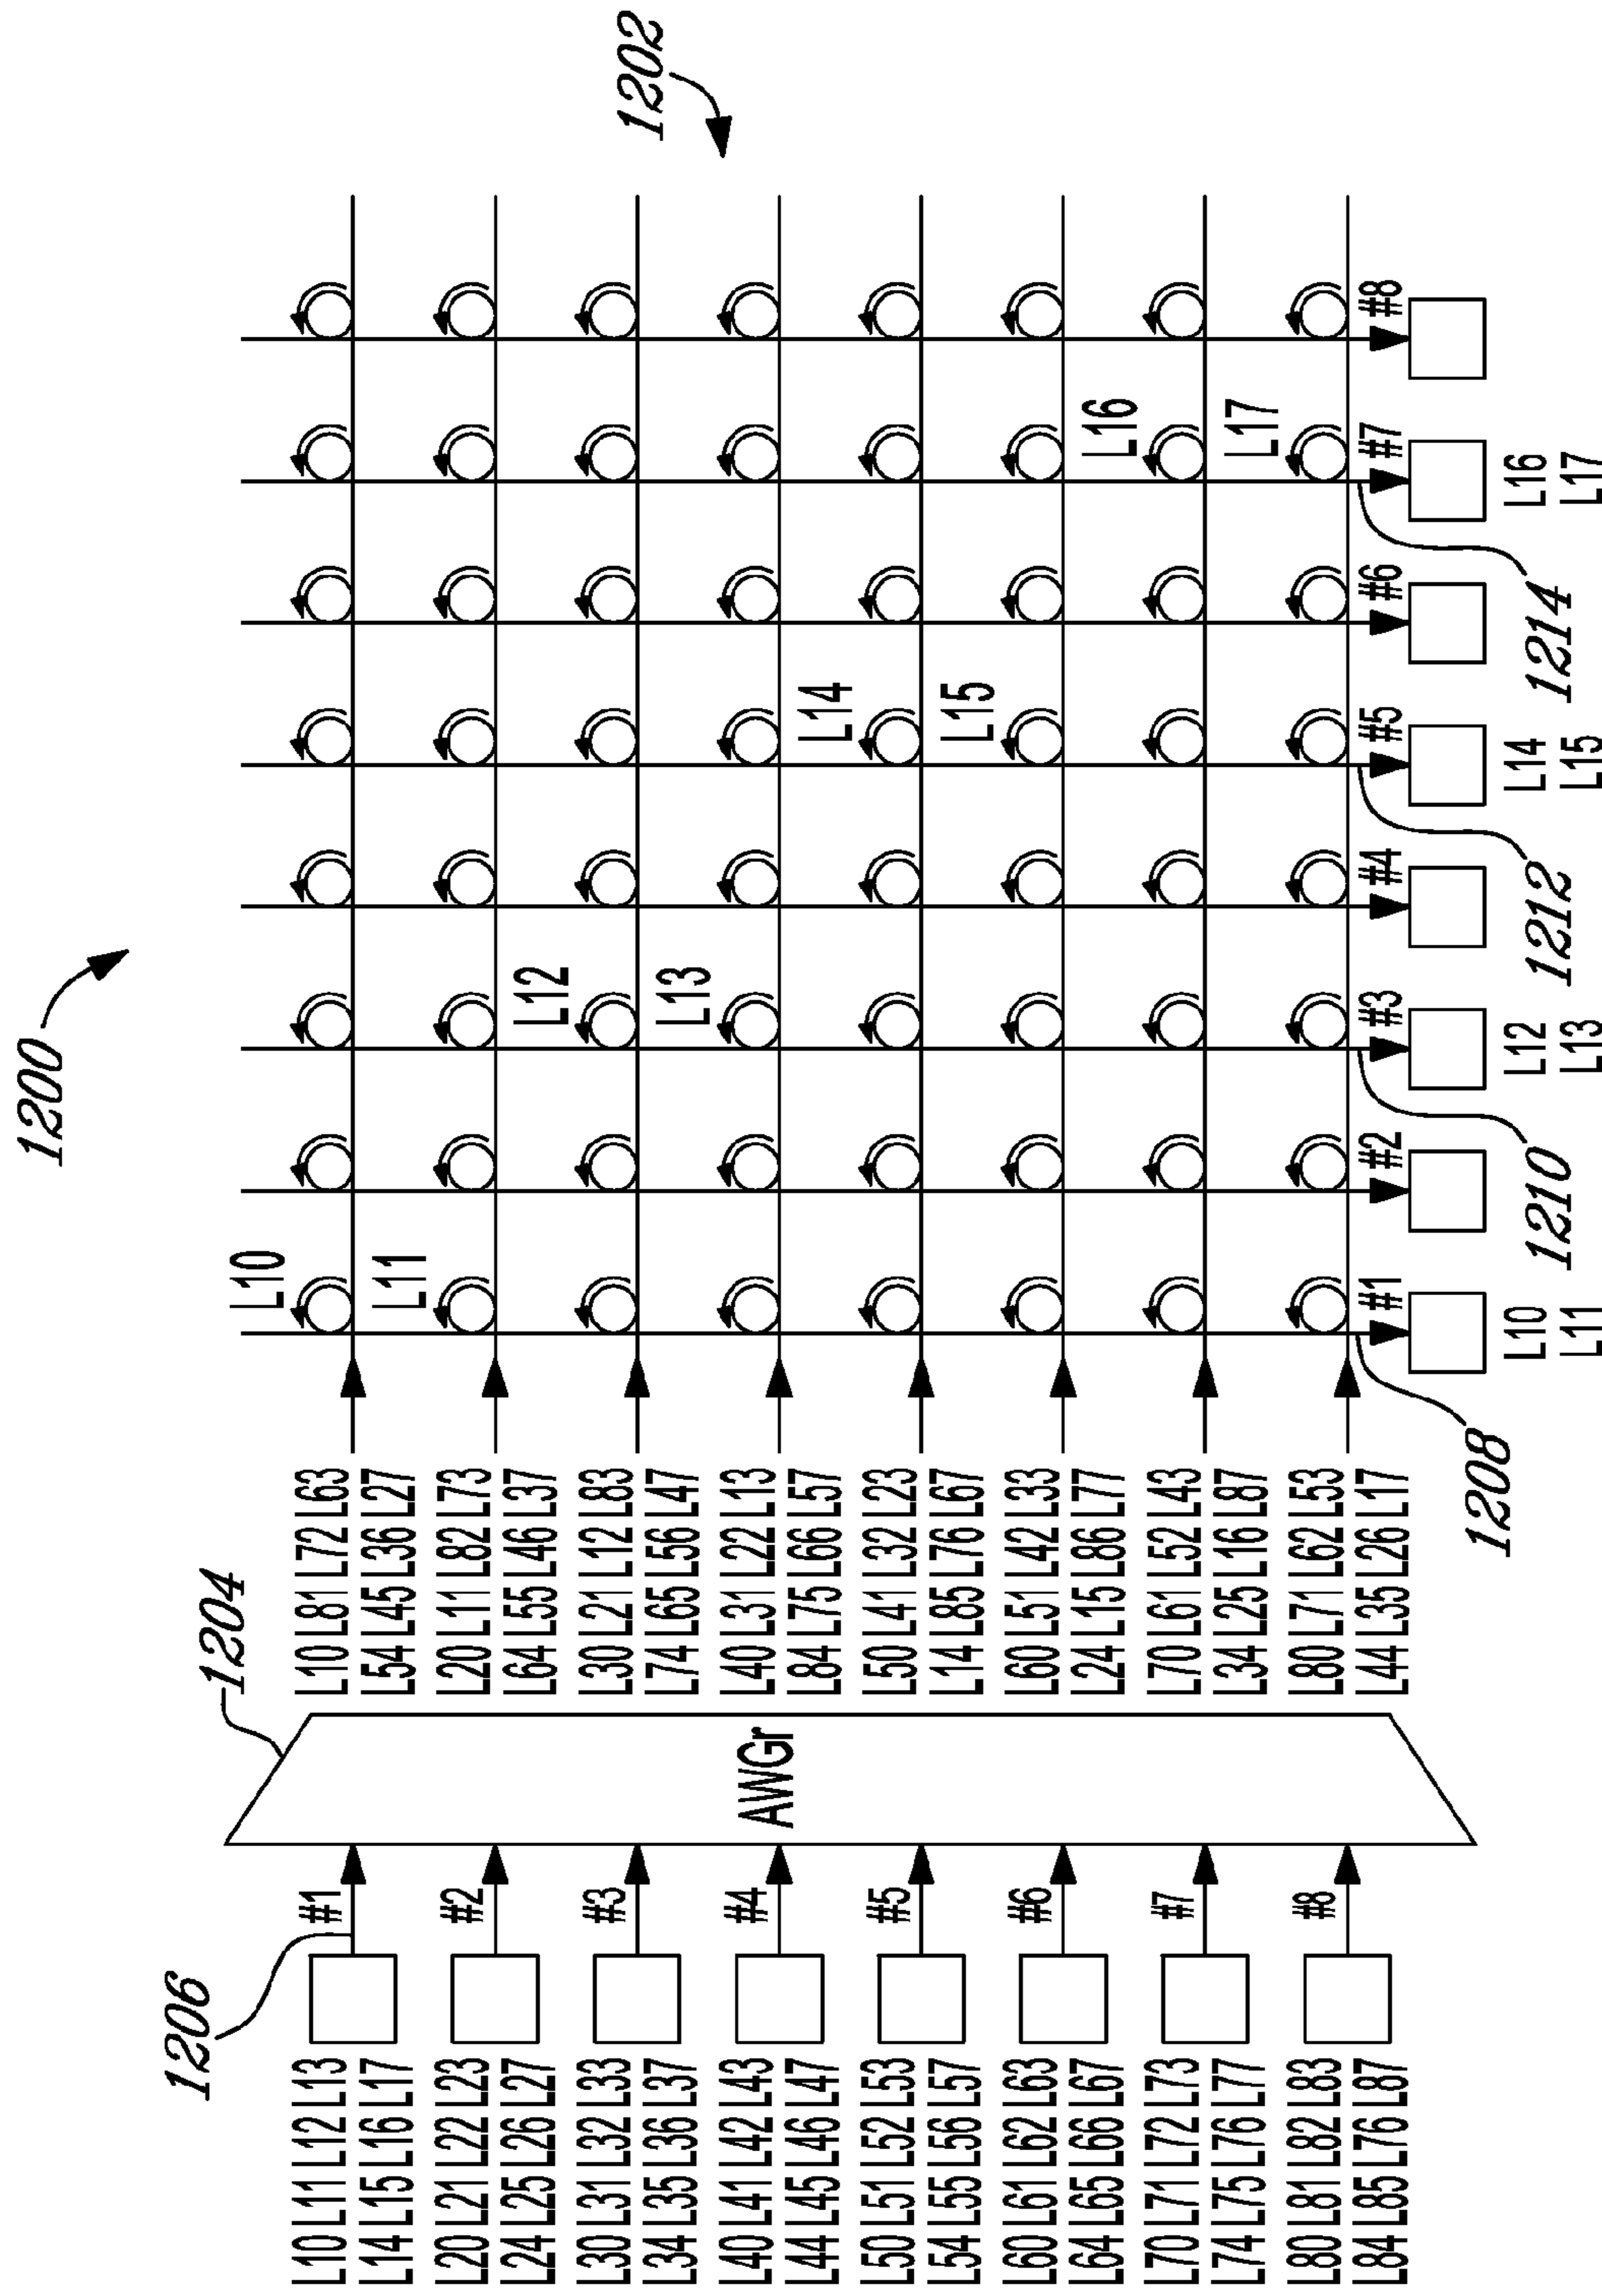 1200
1202
1204
1206
#1
#2
#3
#4
#5
#6
#7
#8
L10 L11 L12 L13
L14 L15 L16 L17
L20 L21 L22 L23
L24 L25 L26 L27
L30 L31 L32 L33
L34 L35 L36 L37
L40 L41 L42 L43
L44 L45 L46 L47
L50 L51 L52 L53
L54 L55 L56 L57
L60 L61 L62 L63
L64 L65 L66 L67
L70 L71 L72 L73
L74 L75 L76 L77
L80 L81 L82 L83
L84 L85 L76 L87
AWGr
L10 L81 L72 L63
L54 L45 L36 L27
L20 L11 L82 L73
L64 L55 L46 L37
L30 L21 L12 L83
L74 L65 L56 L47
L40 L31 L22 L13
L84 L75 L66 L57
L50 L41 L32 L23
L14 L85 L76 L67
L60 L51 L42 L33
L24 L15 L86 L77
L70 L61 L52 L43
L34 L25 L16 L87
L80 L71 L62 L53
L44 L35 L26 L17
L10
L11
L12
L13
L14
L15
L16
L17
#1
#2
#3
#4
#5
#6
#7
#8
1208
L10
L11
1210
L12
L13
1212
L14
L15
1214
L16
L17